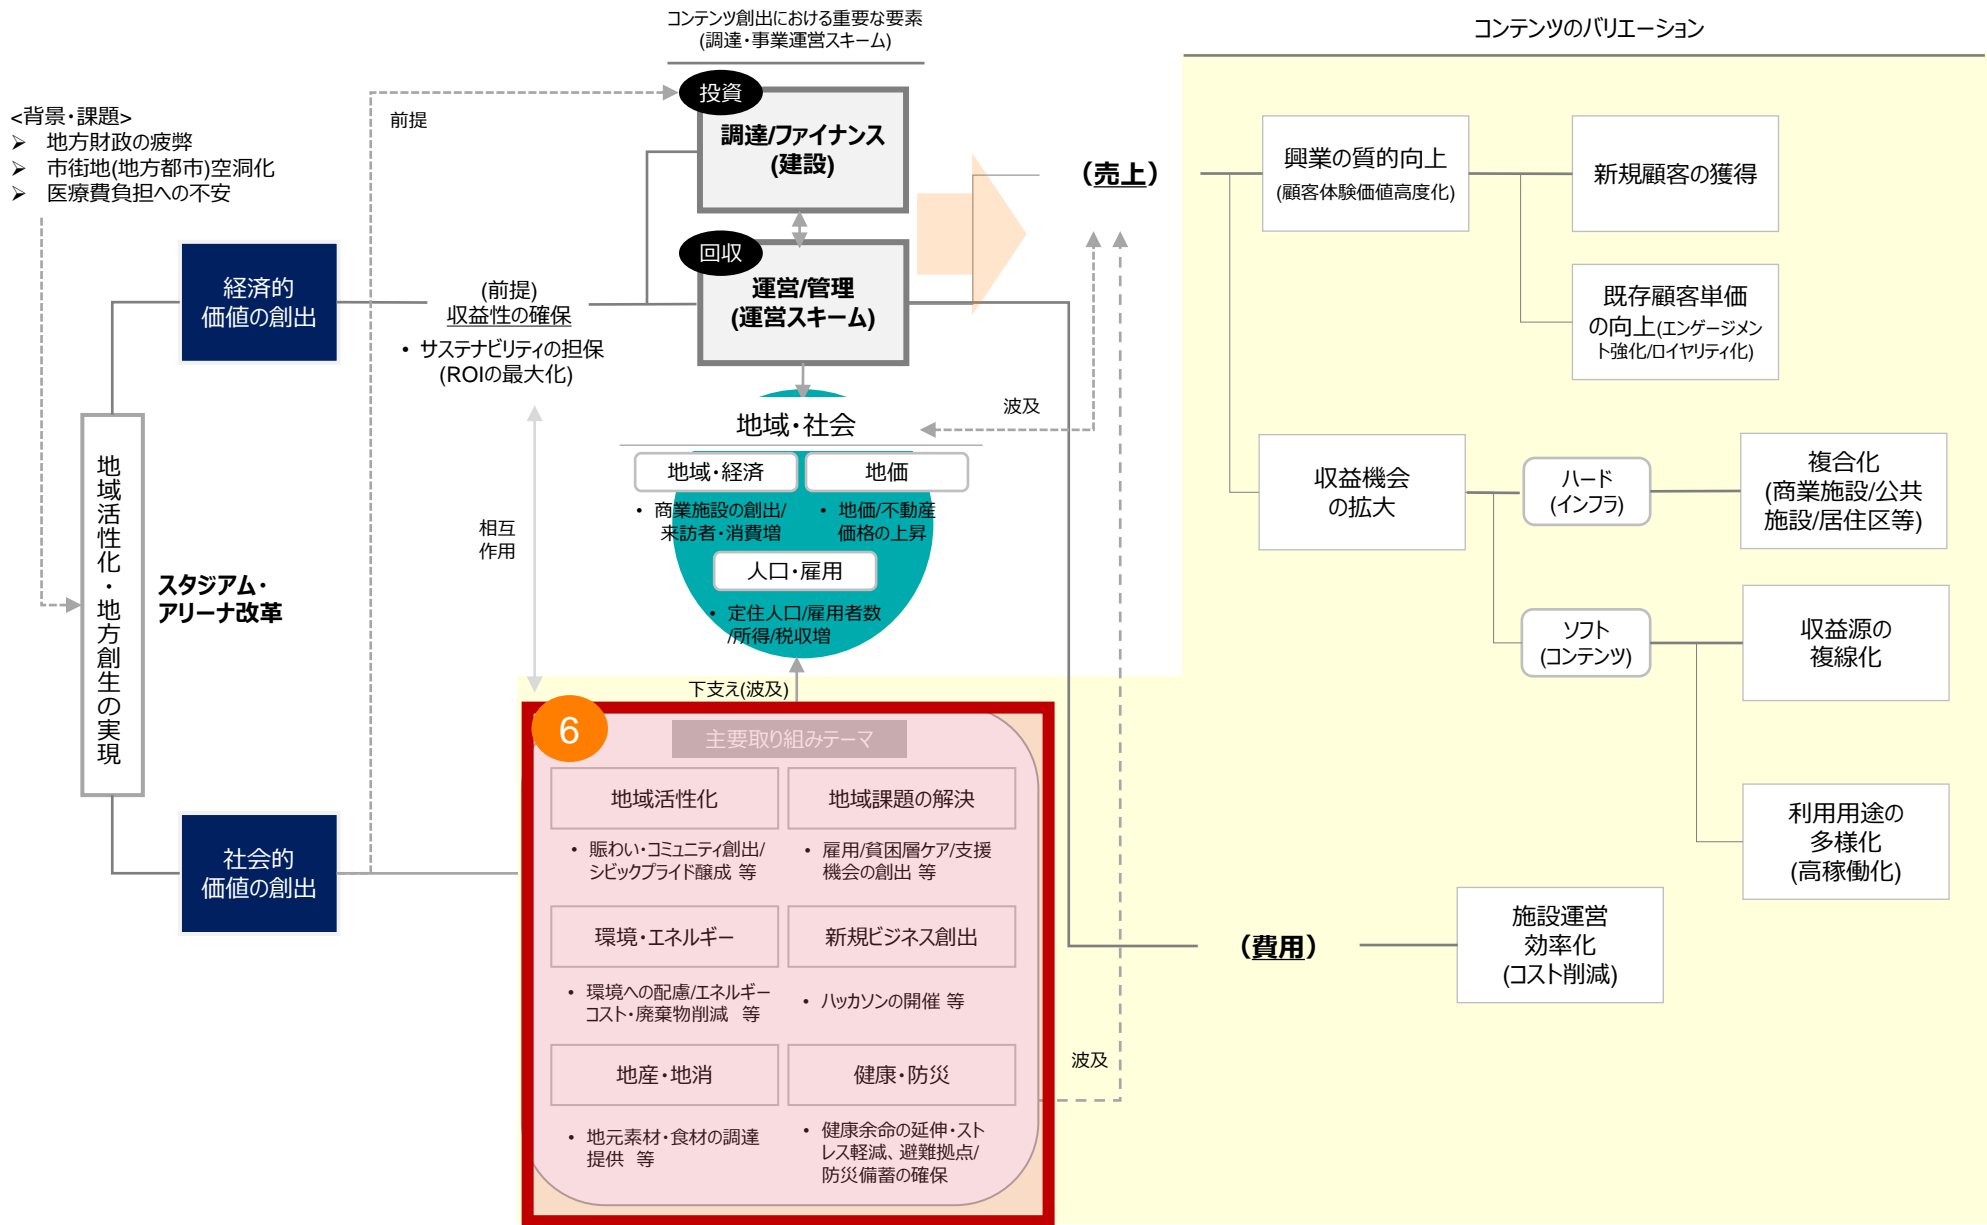 コンテンツ創出における重要な要素
(調達・事業運営スキーム)
コンテンツのバリエーション
<背景・課題>
➢ 地方財政の疲弊
➢ 市街地(地方都市)空洞化
➢ 医療費負担への不安
前提
投資
調達/ファイナンス
(建設)
回収
運営/管理
(運営スキーム)
(売上)
興業の質的向上
(顧客体験価値高度化)
新規顧客の獲得
既存顧客単価
の向上(エンゲージメン
ト強化/ロイヤリティ化)
経済的
価値の創出
(前提)
収益性の確保
• サステナビリティの担保
(ROIの最大化)
波及
地域・社会
地域・経済
地価
• 商業施設の創出/
来訪者・消費増
• 地価/不動産
価格の上昇
人口・雇用
• 定住人口/雇用者数
/所得/税収増
収益機会
の拡大
ハード
(インフラ)
複合化
(商業施設/公共
施設/居住区等)
相互
作用
地域活性化・地方創生の実現
スタジアム・
アリーナ改革
ソフト
(コンテンツ)
収益源の
複線化
利用用途の
多様化
(高稼働化)
下支え(波及)
6
主要取り組みテーマ
地域活性化
地域課題の解決
• 賑わい・コミュニティ創出/
シビックプライド醸成 等
• 雇用/貧困層ケア/支援
機会の創出 等
社会的
価値の創出
環境・エネルギー
新規ビジネス創出
• 環境への配慮/エネルギー
コスト・廃棄物削減 等
• ハッカソンの開催 等
(費用)
施設運営
効率化
(コスト削減)
地産・地消
健康・防災
波及
• 地元素材・食材の調達
提供 等
• 健康余命の延伸・スト
レス軽減、避難拠点/
防災備蓄の確保